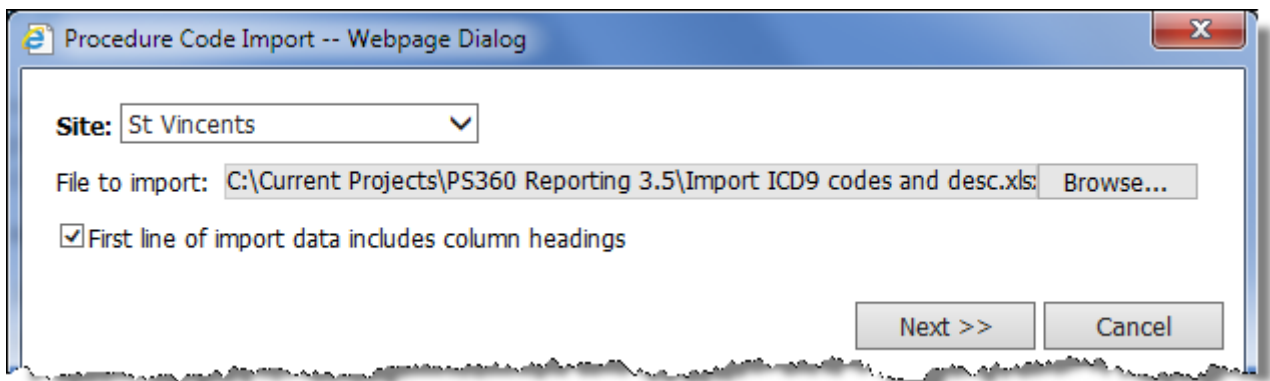 Procedure Code Import -- Webpage Dialog
Site: St Vincents
File to import: C:\Current Projects\PS360 Reporting 3.5\Import ICD9 codes and desc.xls Browse...
First line of import data includes column headings
Next >> Cancel